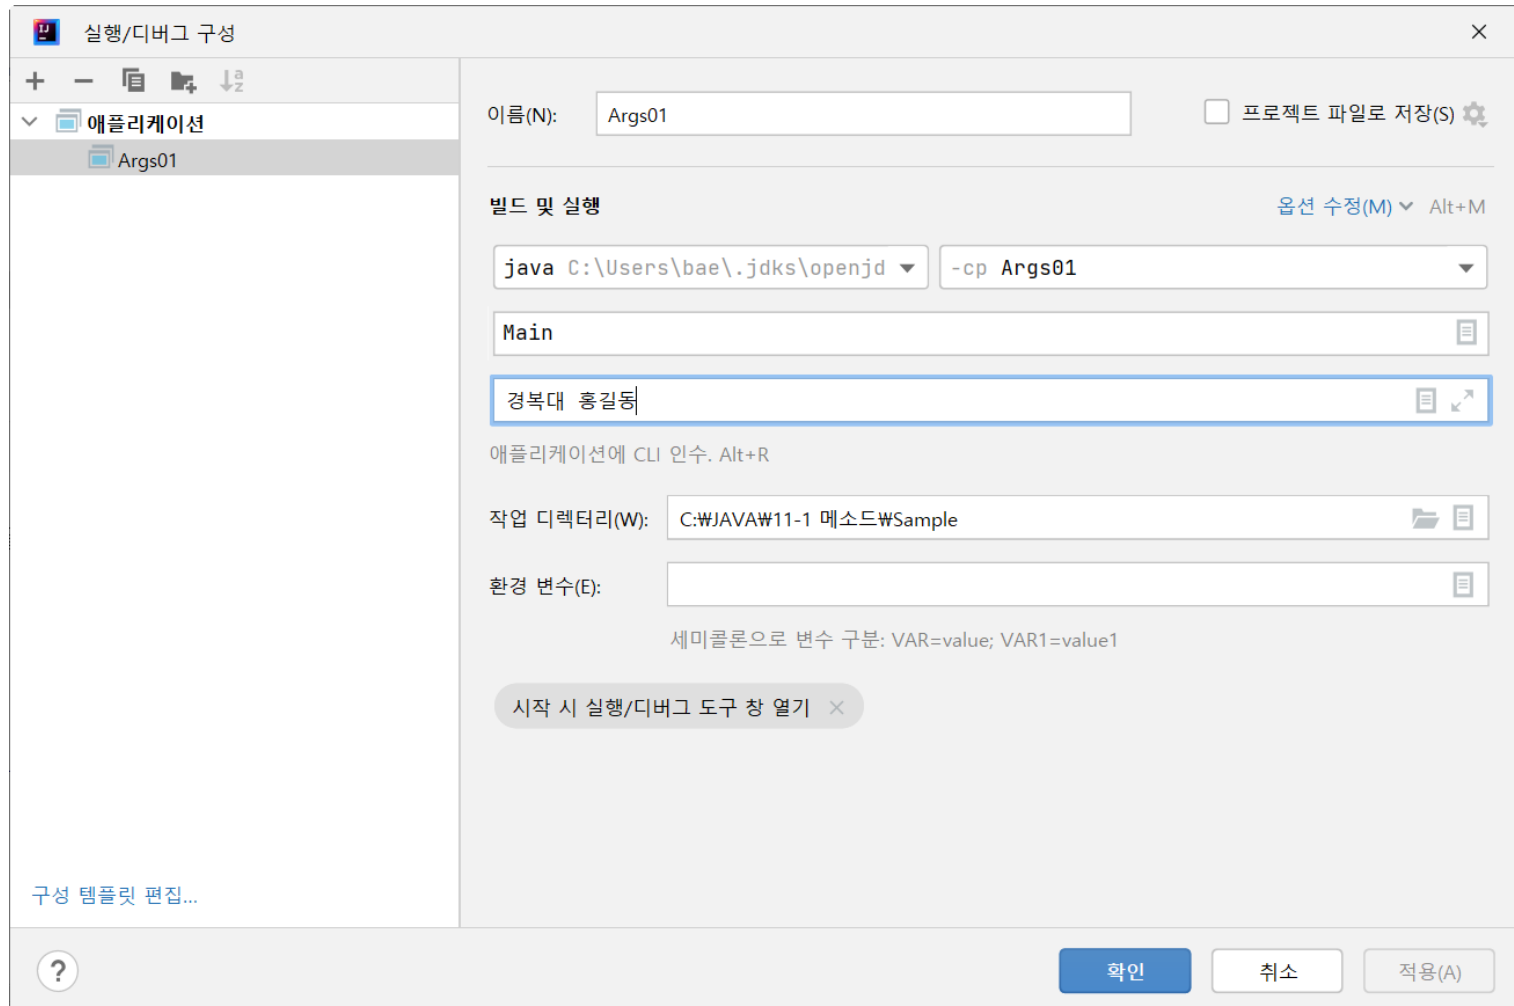 실행/디버그 구성
애플리케이션
Args01
구성 템플릿 편집...
이름(N): Args01 프로젝트 파일로 저장(S)
빌드 및 실행 옵션 수정(M) Alt+M
java C:\Users\bae\.jdks\openjd -cp Args01
Main
경복대 홍길동
애플리케이션에 CLI 인수. Alt+R
작업 디렉터리(W): C:₩JAVA₩11-1 메소드₩Sample
환경 변수(E):
세미콜론으로 변수 구분: VAR=value; VAR1=value1
시작 시 실행/디버그 도구 창 열기
? 확인 취소 적용(A)